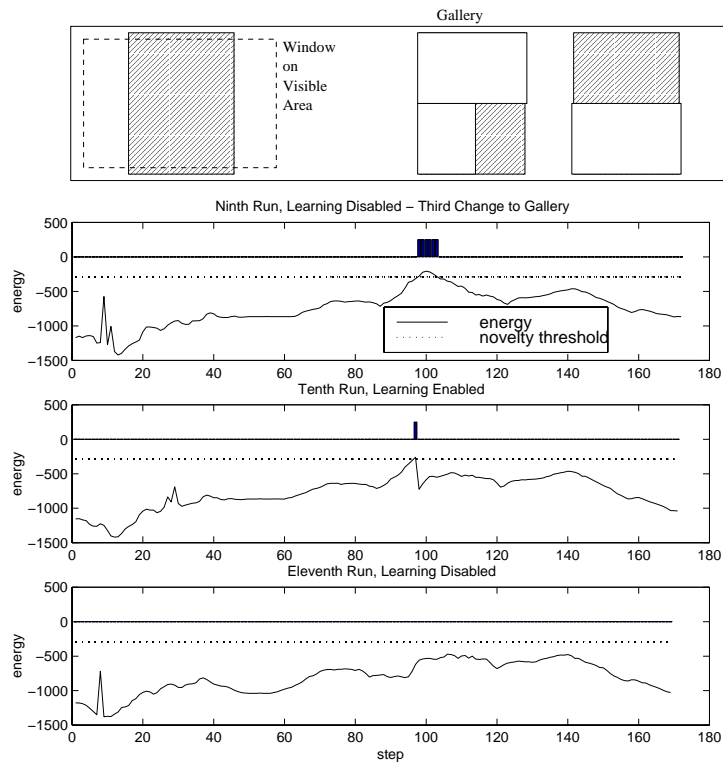 Gallery
Window
on
Visible
Area
Ninth Run, Learning Disabled – Third Change to Gallery
500
0
−500
−1000
−1500
energy
energy
novelty threshold
0 20 40 60 80 100 120 140 160 180
Tenth Run, Learning Enabled
500
0
−500
−1000
−1500
energy
0 20 40 60 80 100 120 140 160 180
Eleventh Run, Learning Disabled
500
0
−500
−1000
−1500
energy
0 20 40 60 80 100 120 140 160 180
step